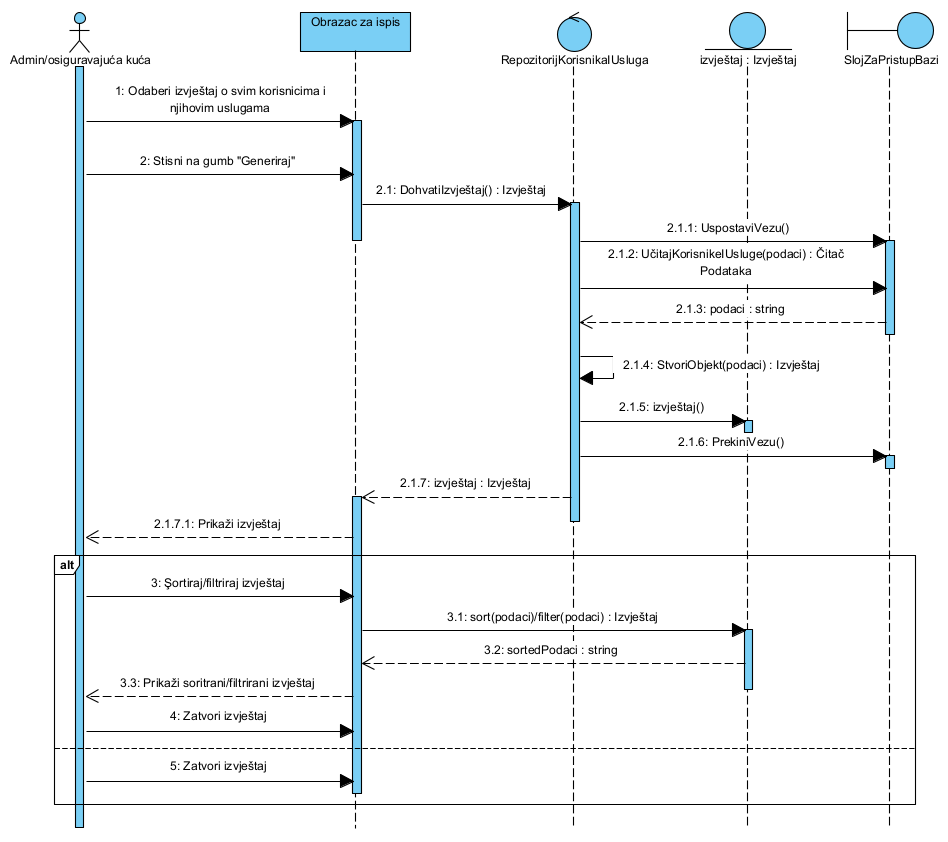 Obrazac za ispis
Admin/osiguravajuća kuća
RepozitorijKorisnikaIUsluga
izvještaj : Izvještaj
SlojZaPristupBazi
1: Odaberi izvještaj o svim korisnicima i
njihovim uslugama
2: Stisni na gumb "Generiraj"
2.1: DohvatiIzvještaj() : Izvještaj
2.1.1: UspostaviVezu()
2.1.2: UčitajKorisnikeIUsluge(podaci) : Čitač
Podataka
2.1.3: podaci : string
2.1.4: StvoriObjekt(podaci) : Izvještaj
2.1.5: izvještaj()
2.1.6: PrekiniVezu()
2.1.7: izvještaj : Izvještaj
2.1.7.1: Prikaži izvještaj
alt
3: Şortiraj/filtriraj izvještaj
3.1: sort(podaci)/filter(podaci) : Izvještaj
3.2: sortedPodaci : string
3.3: Prikaži soritrani/filtrirani izvještaj
4: Zatvori izvještaj
5: Zatvori izvještaj